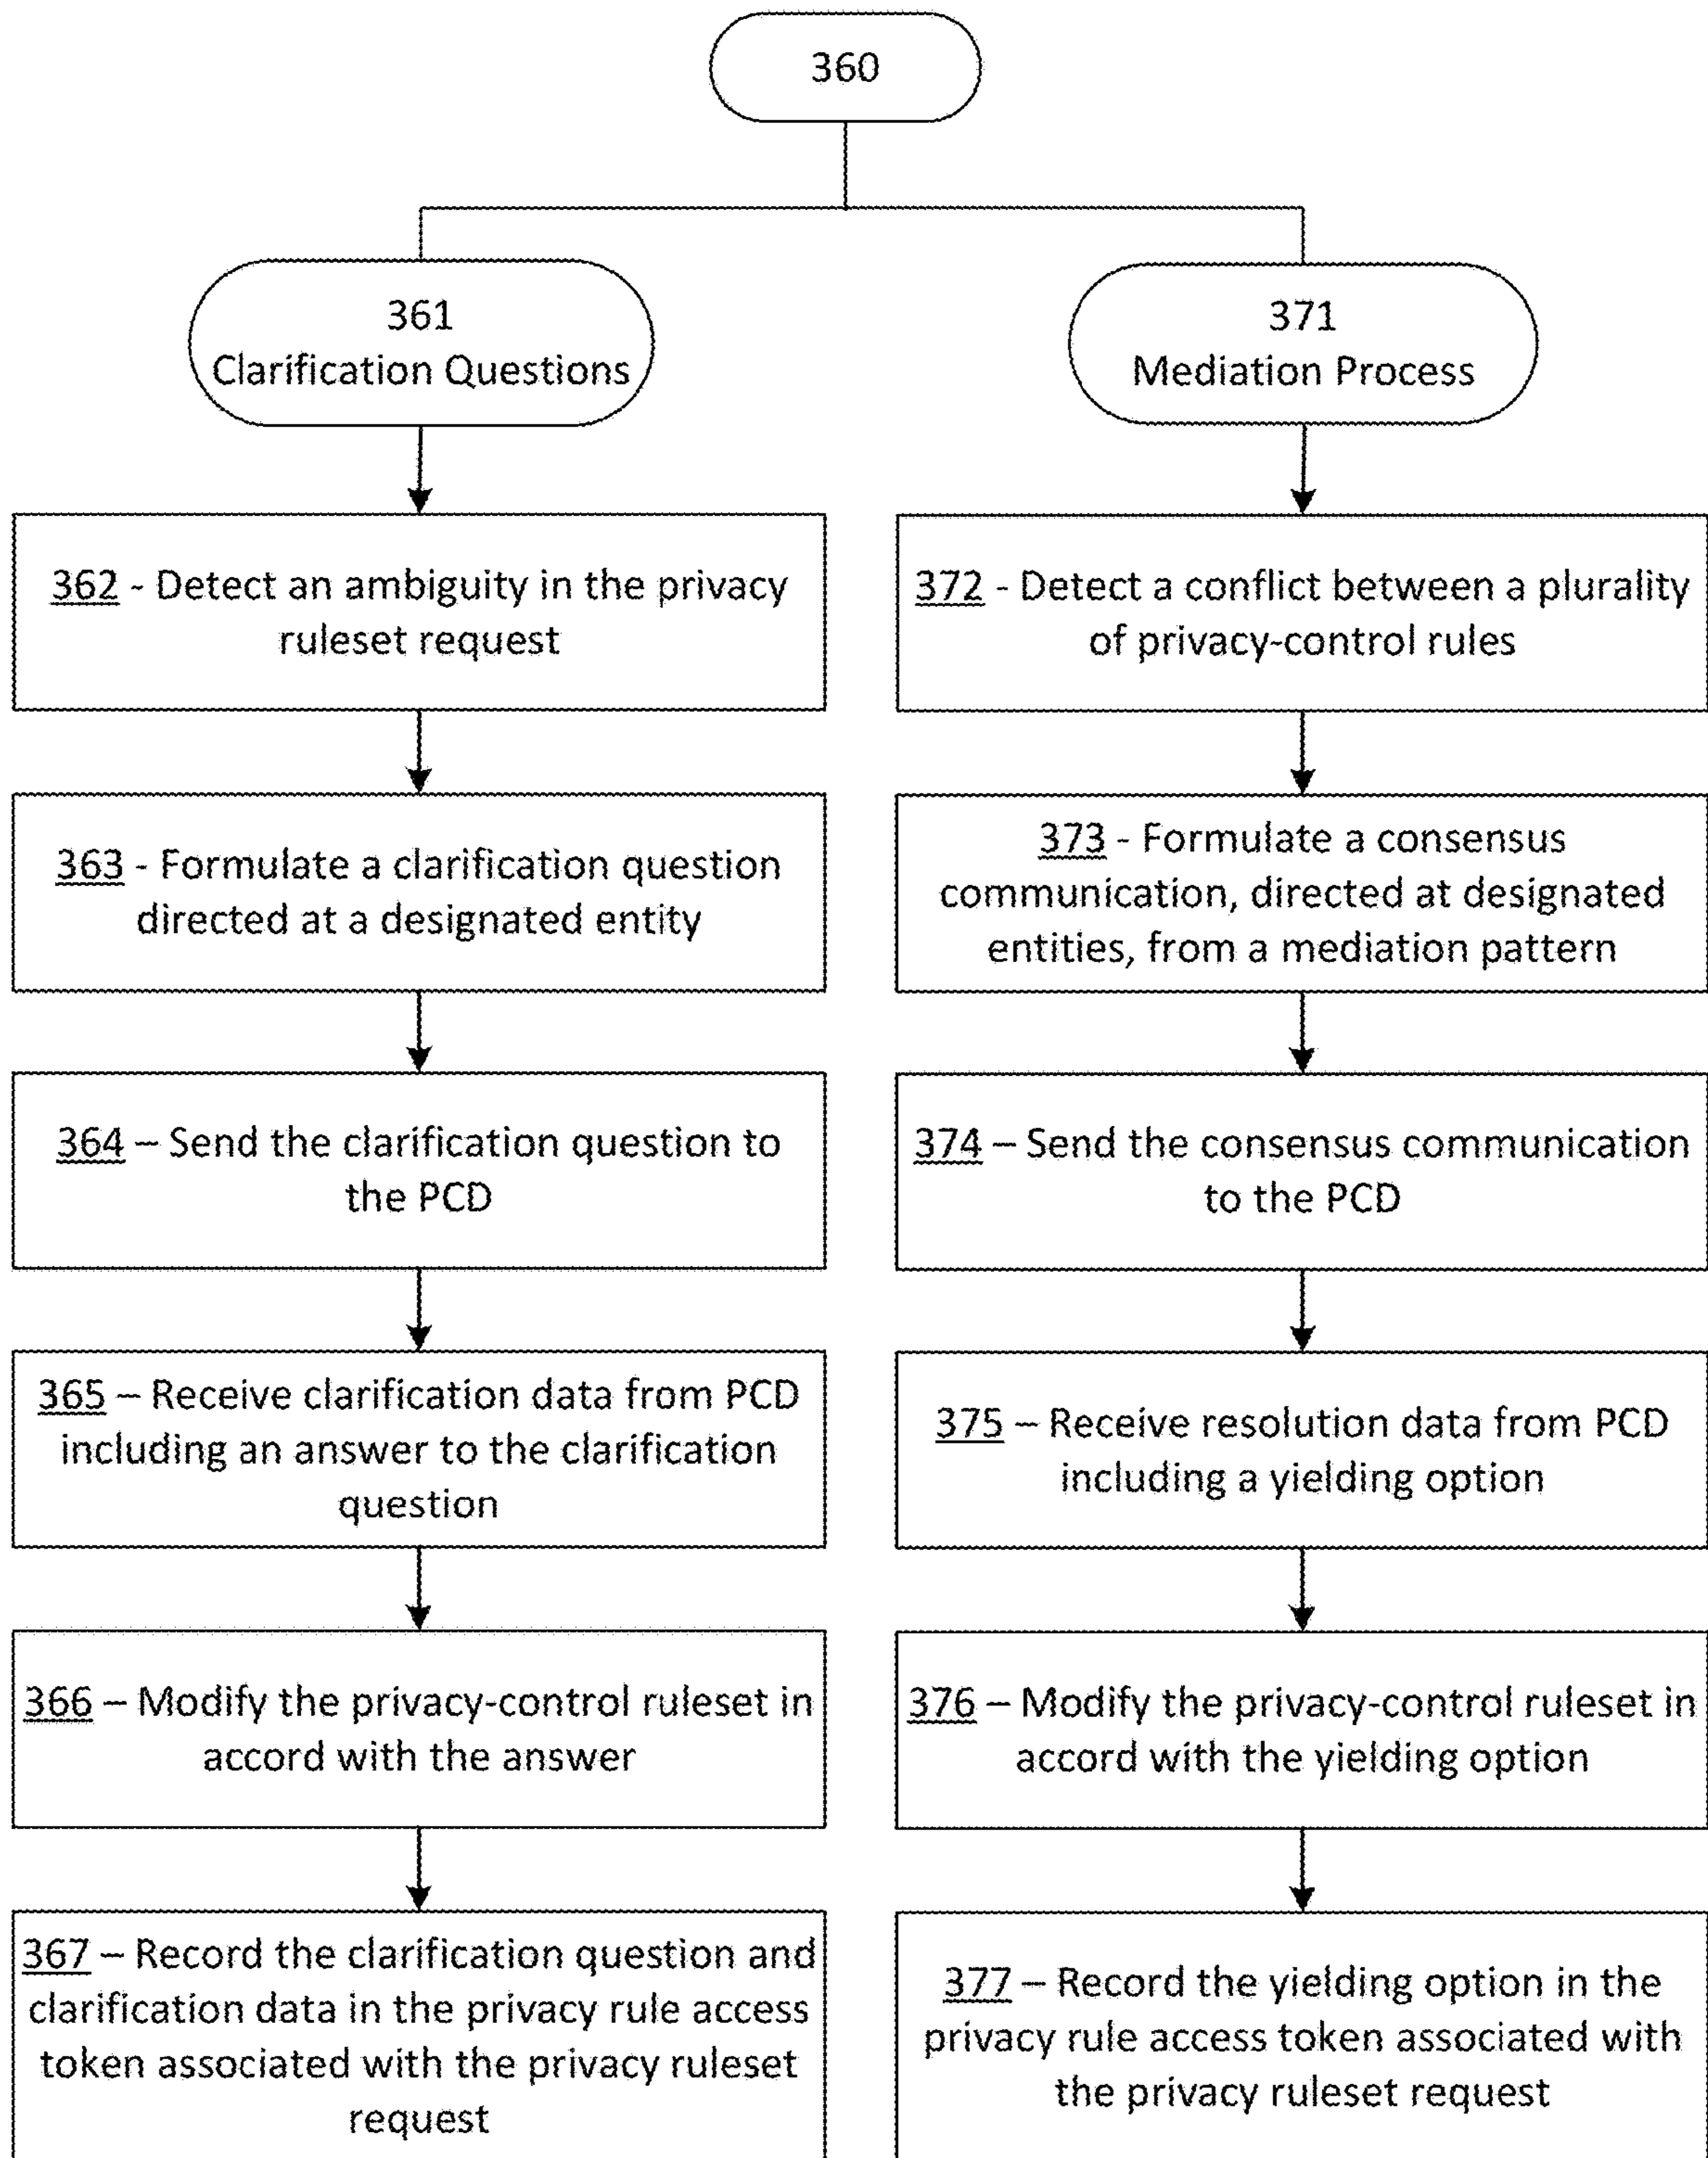 360
361
Clarification Questions
362 - Detect an ambiguity in the privacy
ruleset request
363 - Formulate a clarification question
directed at a designated entity
364 – Send the clarification question to
the PCD
365 – Receive clarification data from PCD
including an answer to the clarification
question
366 – Modify the privacy-control ruleset in
accord with the answer
367 – Record the clarification question and
clarification data in the privacy rule access
token associated with the privacy ruleset
request
371
Mediation Process
372 - Detect a conflict between a plurality
of privacy-control rules
373 - Formulate a consensus
communication, directed at designated
entities, from a mediation pattern
374 – Send the consensus communication
to the PCD
375 – Receive resolution data from PCD
including a yielding option
376 – Modify the privacy-control ruleset in
accord with the yielding option
377 – Record the yielding option in the
privacy rule access token associated with
the privacy ruleset request